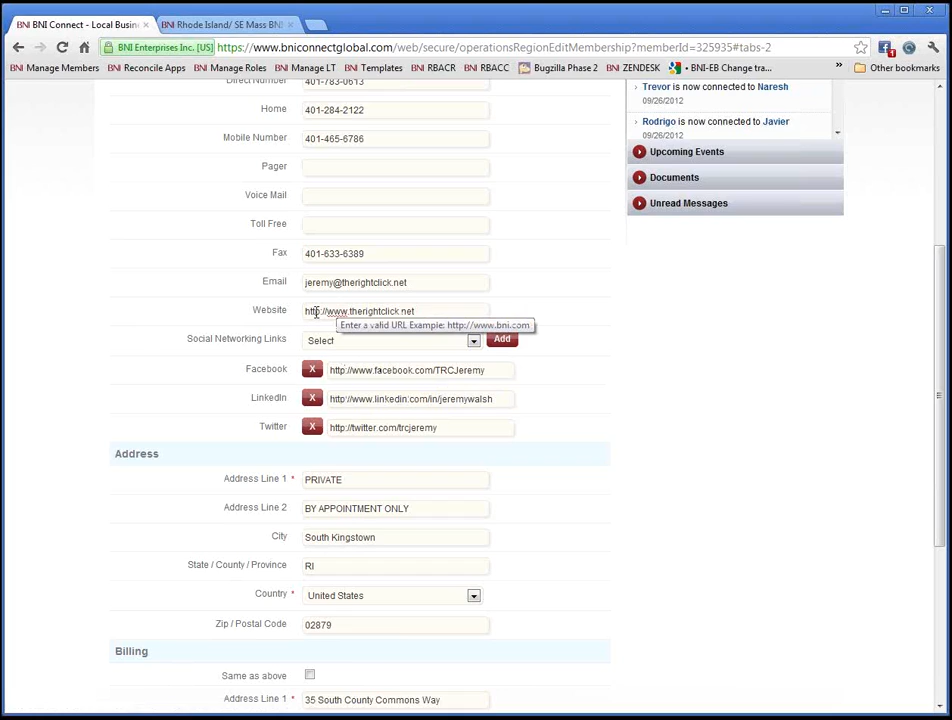 BNI Connect - Local Busin
Rhode Island/ SE Mass BNI
BNI Enterprises Inc. [US] https://www.bniconnectglobal.com/web/secure/operationsRegionEditMembership?memberId=325935#tabs-2
BNI Manage Members BNI Reconcile Apps BNI Manage Roles BNI Manage LT BNI Templates BNI RBACR BNI RBACC Bugzilla Phase 2 BNI ZENDESK • BNI-EB Change tra... » Other bookmarks
Direct Number 401-783-0613
Home 401-284-2122
Mobile Number 401-465-6786
Pager
Voice Mail
Toll Free
Fax 401-633-6389
Email jeremy@therightclick.net
Website http://www.therightclick.net
Enter a valid URL Example: http://www.bni.com
Social Networking Links Select Add
Facebook X http://www.facebook.com/TRCJeremy
LinkedIn X http://www.linkedin.com/in/jeremywalsh
Twitter X http://twitter.com/trcjeremy
Address
Address Line 1 * PRIVATE
Address Line 2 BY APPOINTMENT ONLY
City South Kingstown
State / County / Province RI
Country * United States
Zip / Postal Code 02879
Billing
Same as above
Address Line 1 * 35 South County Commons Way
Trevor is now connected to Naresh
09/26/2012
Rodrigo is now connected to Javier
09/26/2012
Upcoming Events
Documents
Unread Messages